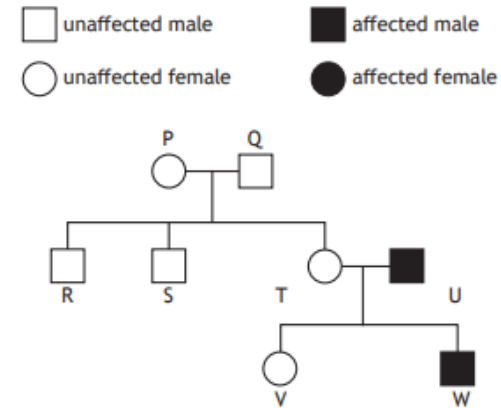 unaffected male
affected male
unaffected female
affected female
P Q
R S T U
V W